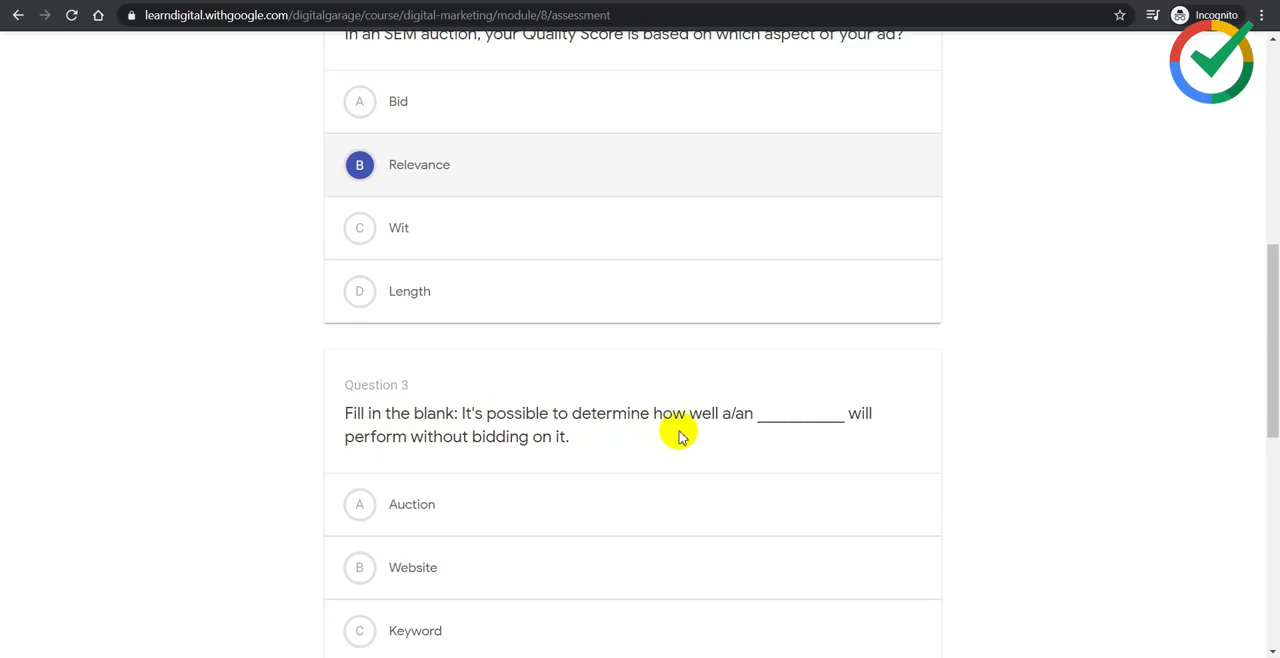 learndigital.withgoogle.com/digitalgarage/course/digital-marketing/module/8/assessment
Incognito
In an SEM auction, your Quality Score is based on which aspect of your ad?
A Bid
B Relevance
C Wit
D Length
Question 3
Fill in the blank: It's possible to determine how well a/an __________ will
perform without bidding on it.
A Auction
B Website
C Keyword